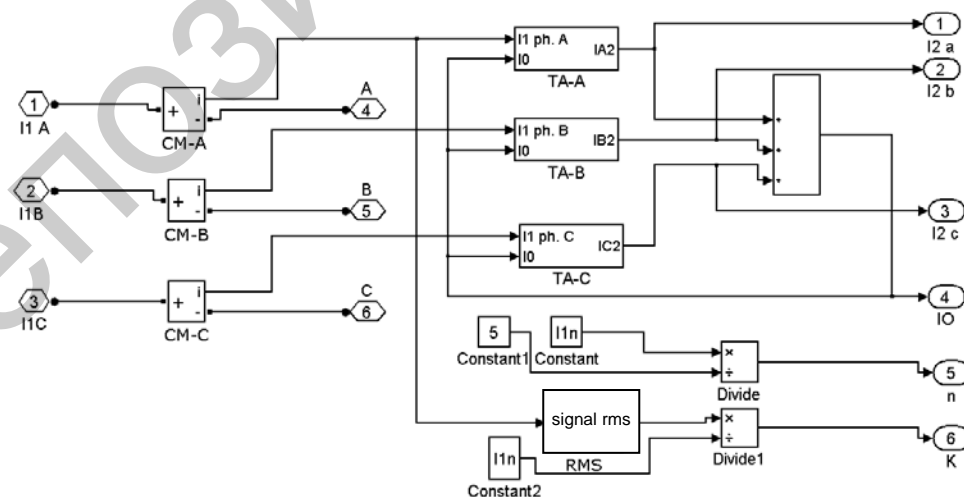 епози
1
I1 A
+
i
-
CM-A
A
4
2
I1B
+
i
-
CM-B
B
5
3
I1C
+
i
-
CM-C
C
6
I1 ph. A
I0
IA2
TA-A
I1 ph. B
I0
IB2
TA-B
I1 ph. C
I0
IC2
TA-C
1
I2 a
2
I2 b
3
I2 c
4
IO
5
Constant1
I1n
Constant
×
÷
Divide
5
n
signal rms
RMS
I1n
Constant2
×
÷
Divide1
6
K